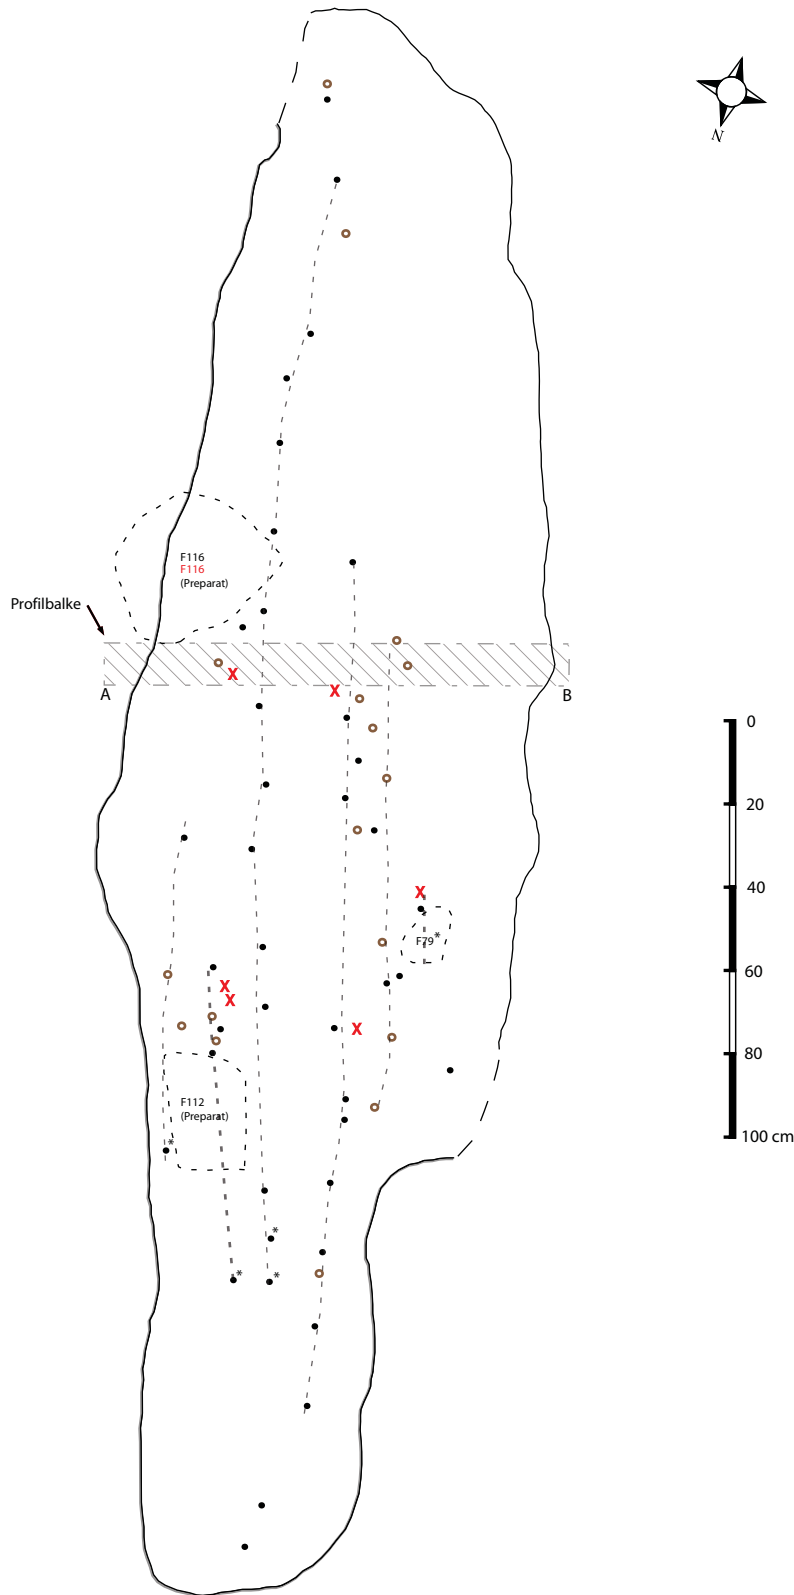 N
F116
F116
(Preparat)
Profilbalke
A
B
X
X
0
20
40
60
80
100 cm
X
F79*
X
X
X
F112
(Preparat)
*
*
*
*